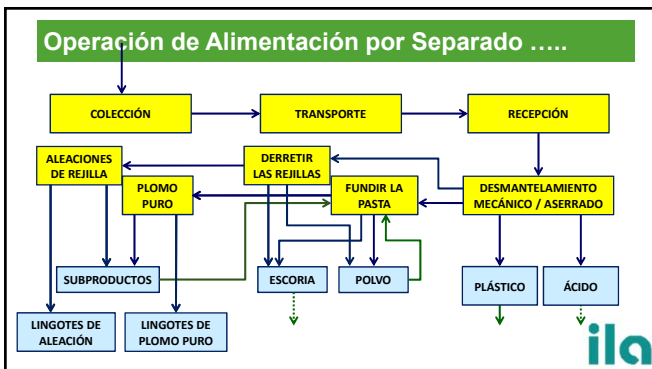 Operación de Alimentación por Separado …..
COLECCIÓN
TRANSPORTE
RECEPCIÓN
ALEACIONES
DE REJILLA
DERRETIR
LAS REJILLAS
PLOMO
PURO
FUNDIR LA
PASTA
DESMANTELAMIENTO
MECÁNICO / ASERRADO
SUBPRODUCTOS
ESCORIA
POLVO
PLÁSTICO
ÁCIDO
LINGOTES DE
ALEACIÓN
LINGOTES DE
PLOMO PURO
ila